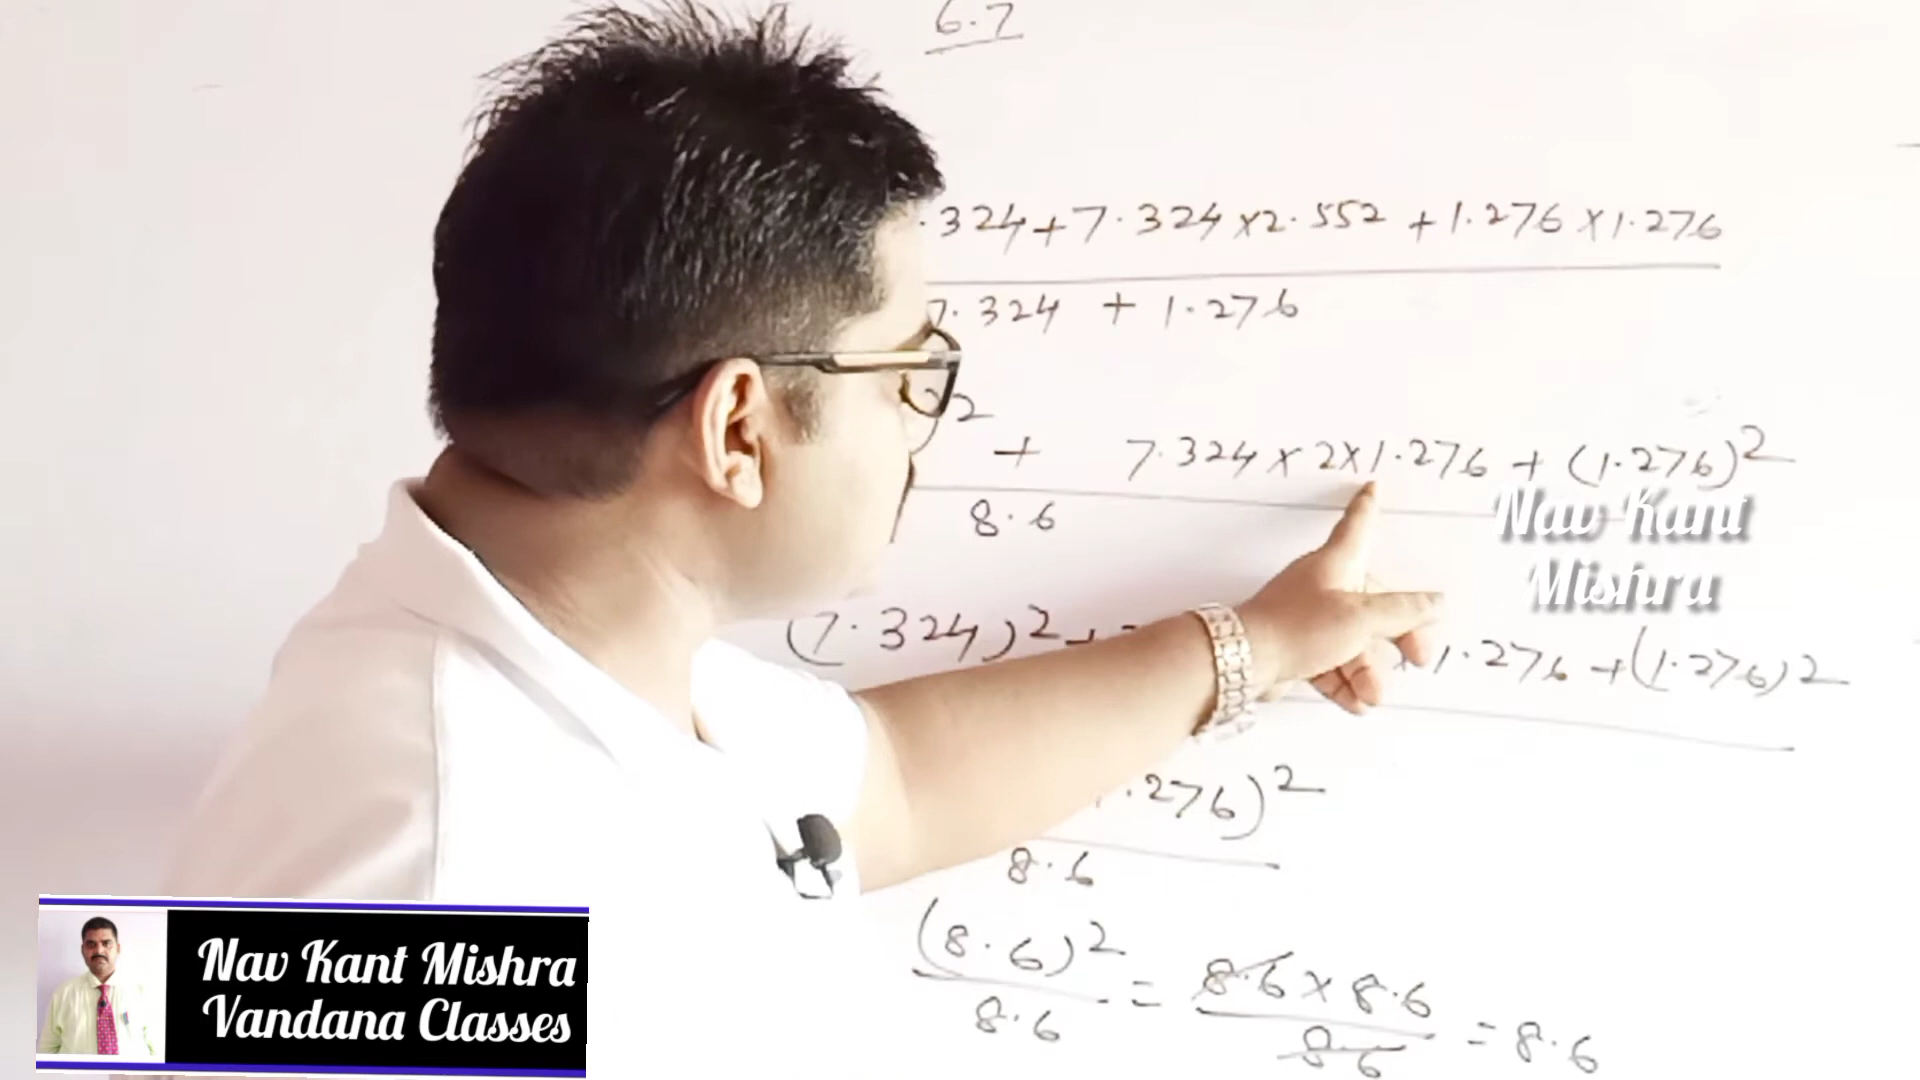 6.7
.324+7.324×2.552 +1.276×1.276
7.324 + 1.276
)2 + 7.324×2×1.276 + (1.276)2
8.6
Nav Kant
Mishra
(7.324)2+ ×1.276 +(1.276)2
.276)2
8.6
(8.6)2
8.6
= 8.6×8.6
8.6
=8.6
Nav Kant Mishra
Vandana Classes